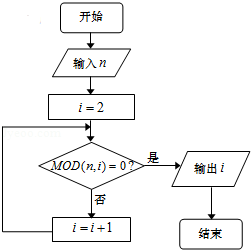 开始
输入n
i=2
MOD(n,i)=0?
是
输出i
否
i=i+1
结束